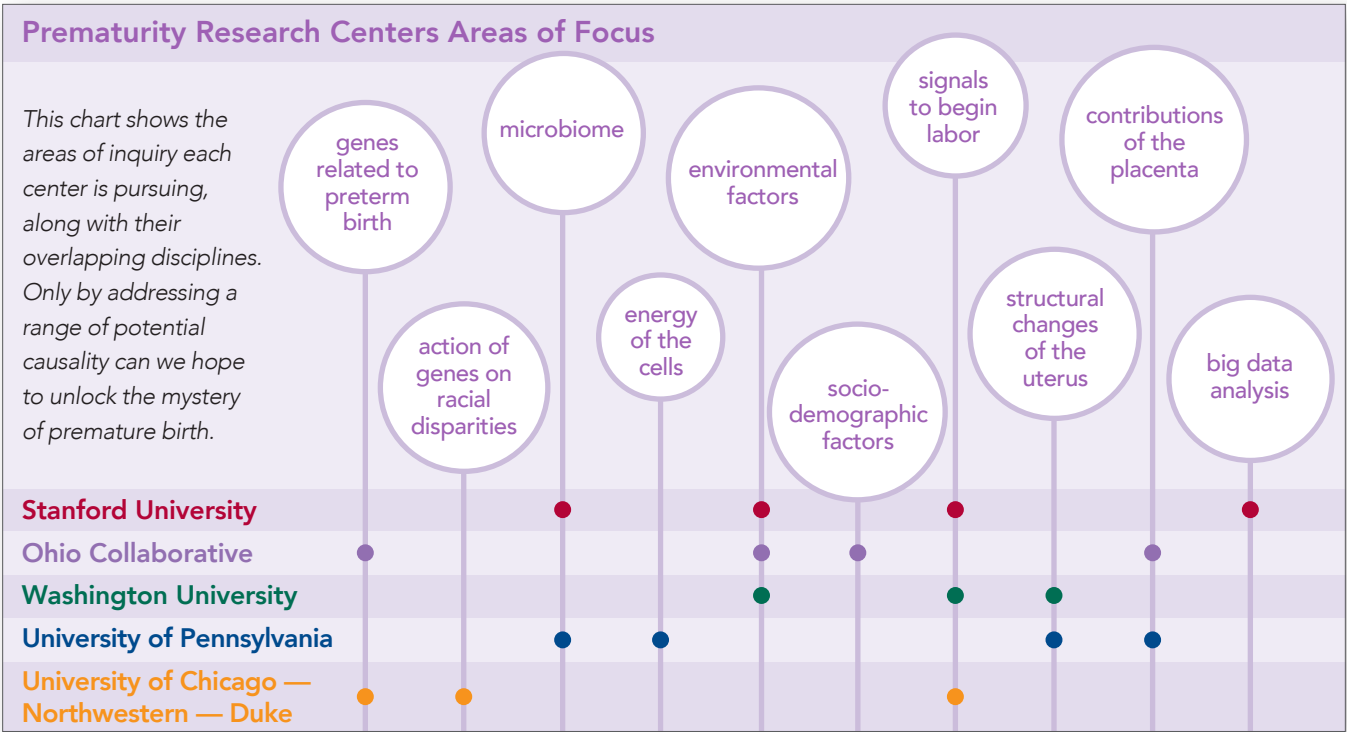 Prematurity Research Centers Areas of Focus
This chart shows the
areas of inquiry each
center is pursuing,
along with their
overlapping disciplines.
Only by addressing a
range of potential
causality can we hope
to unlock the mystery
of premature birth.
genes
related to
preterm
birth
action of
genes on
racial
disparities
microbiome
energy
of the
cells
environmental
factors
socio-
demographic
factors
signals
to begin
labor
structural
changes
of the
uterus
contributions
of the
placenta
big data
analysis
Stanford University
Ohio Collaborative
Washington University
University of Pennsylvania
University of Chicago —
Northwestern — Duke